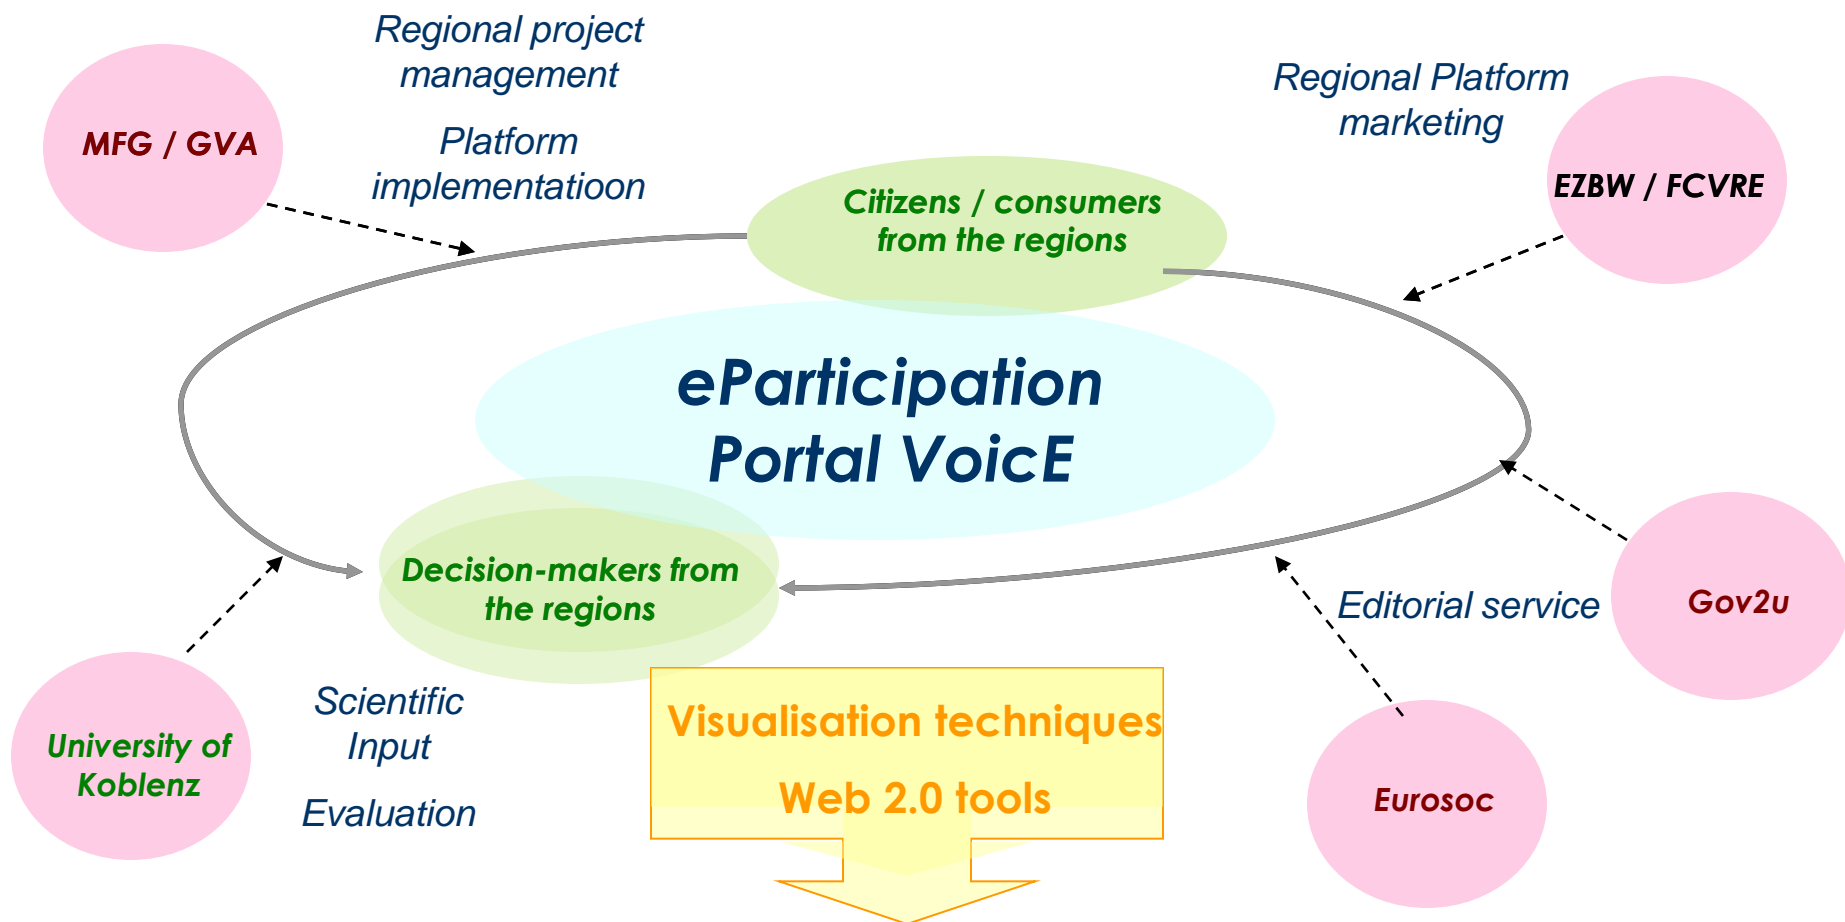 Regional project
management
Platform
implementatioon
MFG / GVA
Regional Platform
marketing
EZBW / FCVRE
Citizens / consumers
from the regions
eParticipation
Portal VoicE
Decision-makers from
the regions
Editorial service
Gov2u
Scientific
Input
Evaluation
University of
Koblenz
Visualisation techniques
Web 2.0 tools
Eurosoc